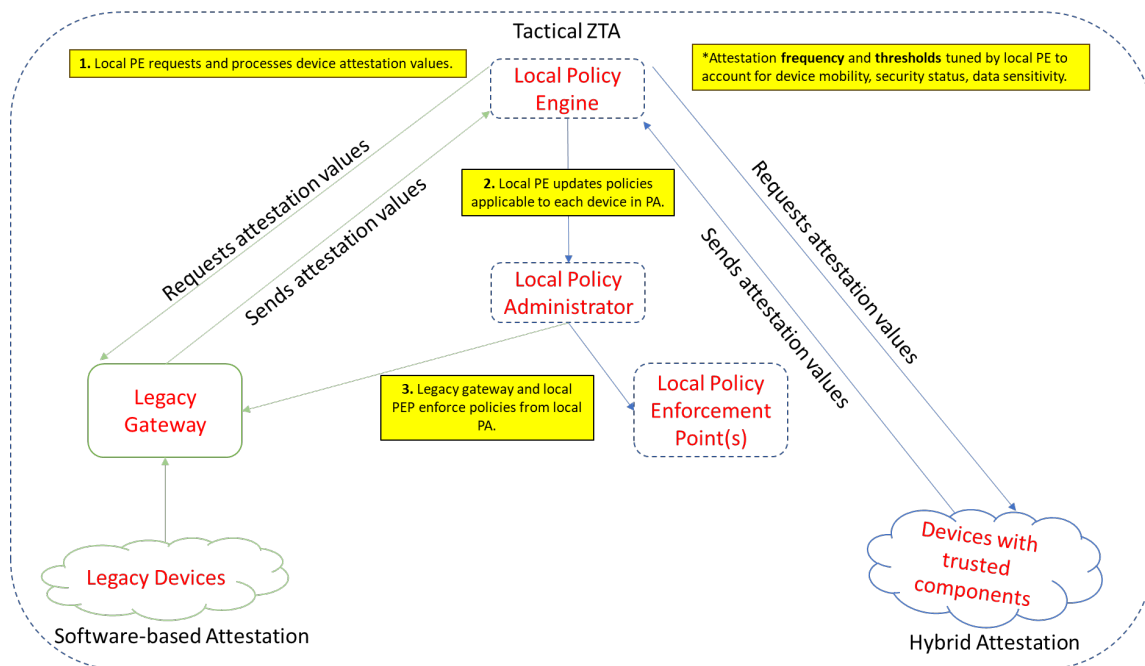 Tactical ZTA
1. Local PE requests and processes device attestation values.
*Attestation frequency and thresholds tuned by local PE to
account for device mobility, security status, data sensitivity.
Local Policy
Engine
Requests attestation values
Sends attestation values
2. Local PE updates policies
applicable to each device in PA.
Requests attestation values
Sends attestation values
Local Policy
Administrator
Legacy
Gateway
3. Legacy gateway and local
PEP enforce policies from local
PA.
Local Policy
Enforcement
Point(s)
Legacy Devices
Software-based Attestation
Devices with
trusted
components
Hybrid Attestation